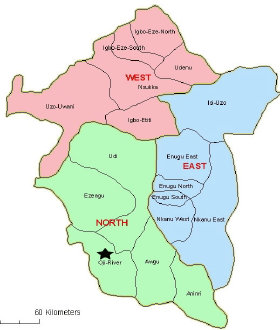 Igbo-Eze-North
Igbo-Eze-South
Udenu
WEST
Nsukka
Uzo-Uwani
Isi-Uzo
Igbo-Etiti
Udi
Enugu East
EAST
Enugu North
Ezeagu
Enugu South
NORTH
Nkanu West
Nkanu East
Oji-River
Awgu
Aninri
60 Kilometers